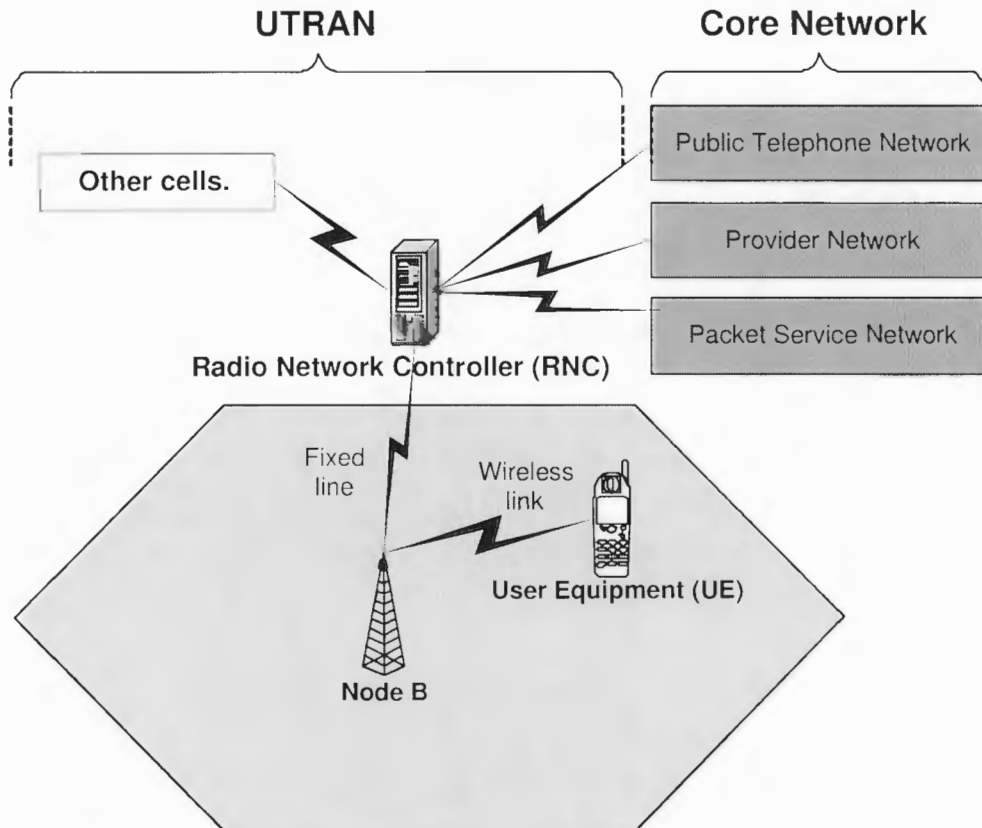 UTRAN
Core Network
Public Telephone Network
Other cells.
Provider Network
Packet Service Network
Radio Network Controller (RNC)
Fixed
line
Wireless
link
User Equipment (UE)
Node B